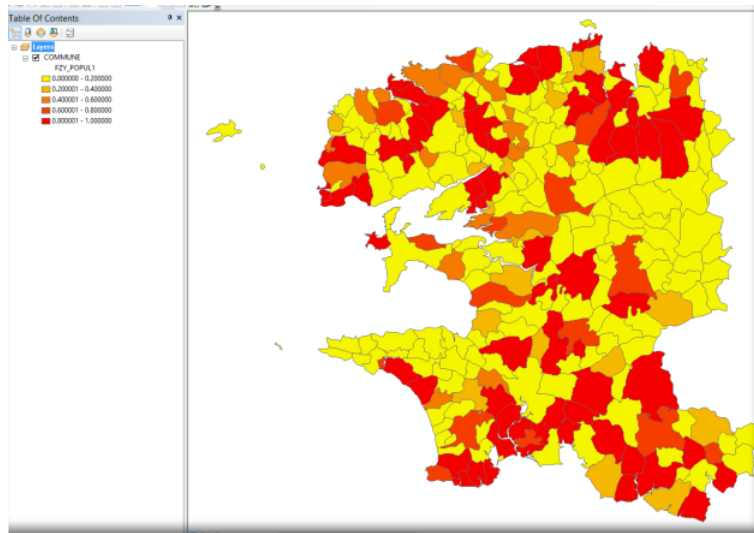 Table Of Contents
Layers
COMMUNE
FZY_POPUL1
0.000000 - 0.200000
0.200001 - 0.400000
0.400001 - 0.600000
0.600001 - 0.800000
0.800001 - 1.000000